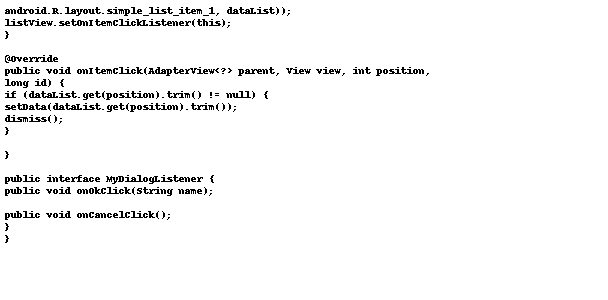 android.R.layout.simple_list_item_1, dataList));
listView.setOnItemClickListener(this);
}
@Override
public void onItemClick(AdapterView<?> parent, View view, int position,
long id) {
if (dataList.get(position).trim() != null) {
setData(dataList.get(position).trim());
dismiss();
}
}
public interface MyDialogListener {
public void onOkClick(String name);
public void onCancelClick();
}
}